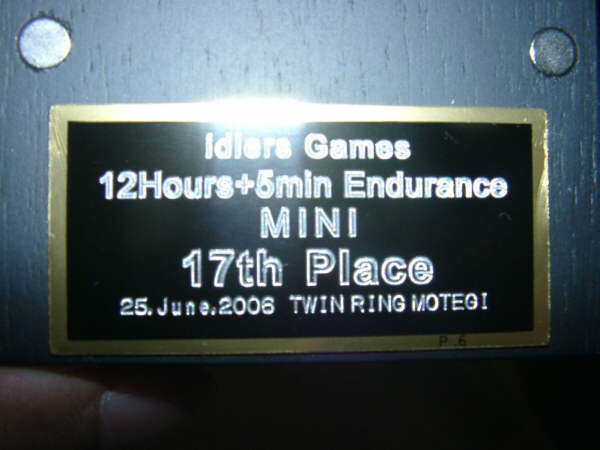 idlers Games
12Hours+5min Endurance
MINI
17th Place
25.June.2006 TWIN RING MOTEGI
P.6